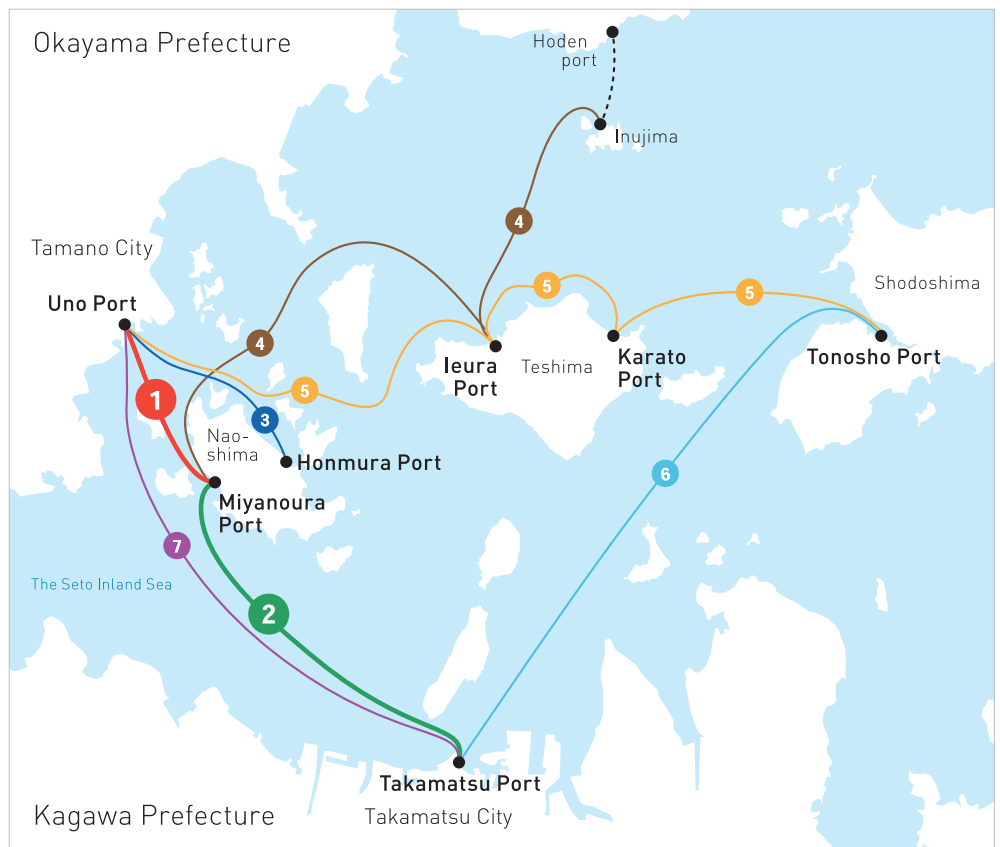 Okayama Prefecture
Hoden
port
Inujima
4
Tamano City
Shodoshima
5
5
Uno Port
4
Ieura
Port
Teshima
Karato
Port
Tonosho Port
5
1
3
Nao-
shima
Honmura Port
6
Miyanoura
Port
7
The Seto Inland Sea
2
Takamatsu Port
Takamatsu City
Kagawa Prefecture